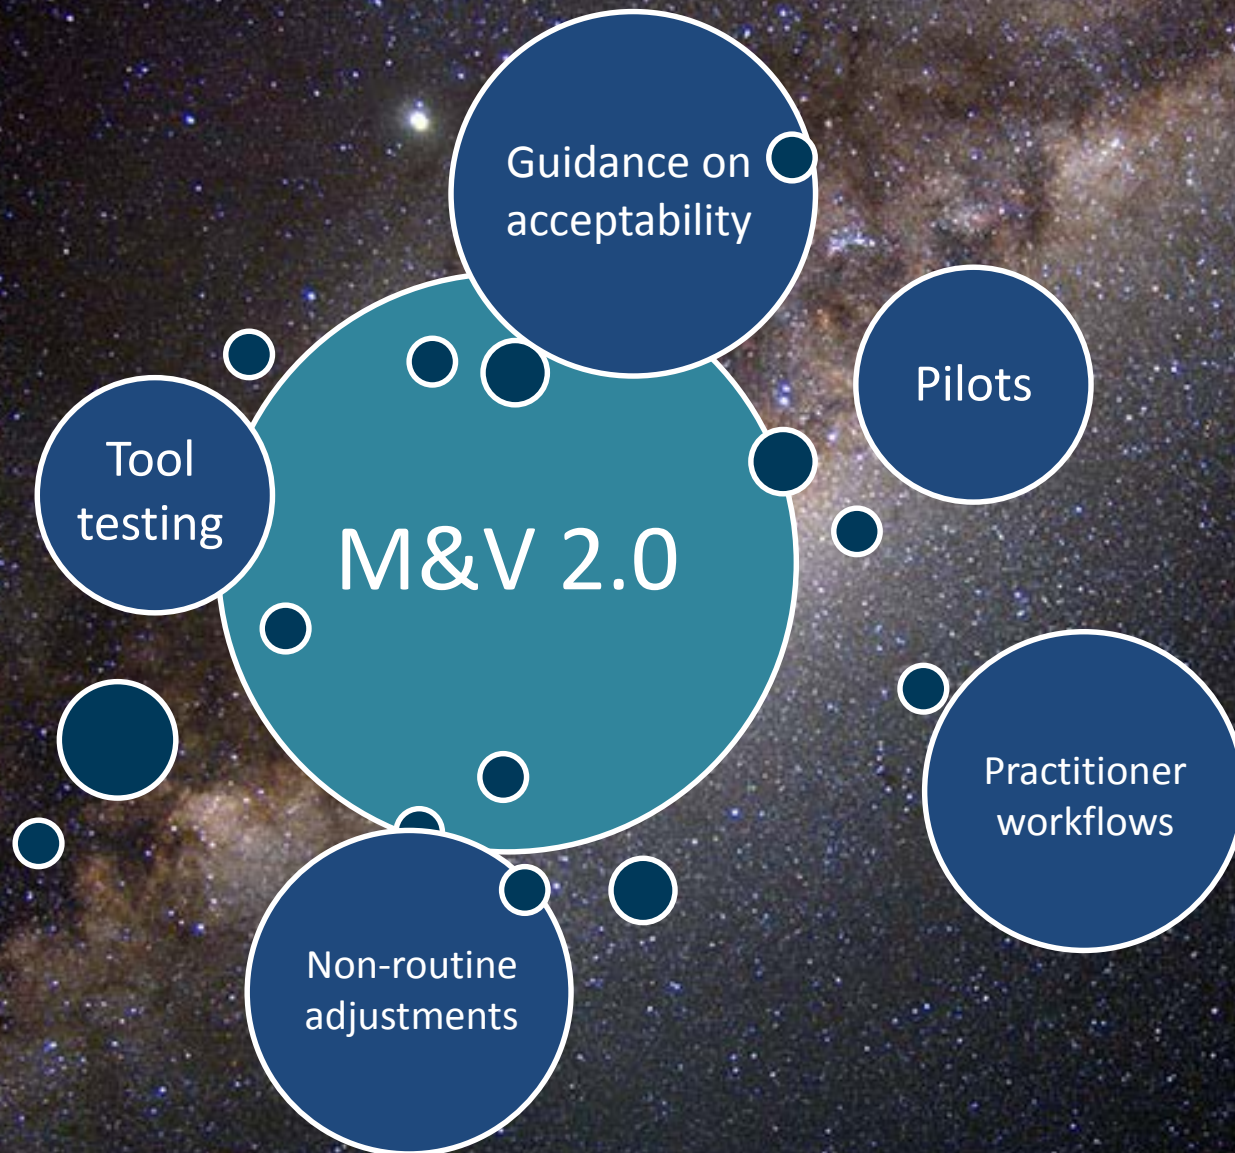 Guidance on
acceptability
Pilots
Tool
testing
M&V 2.0
Practitioner
workflows
Non-routine
adjustments